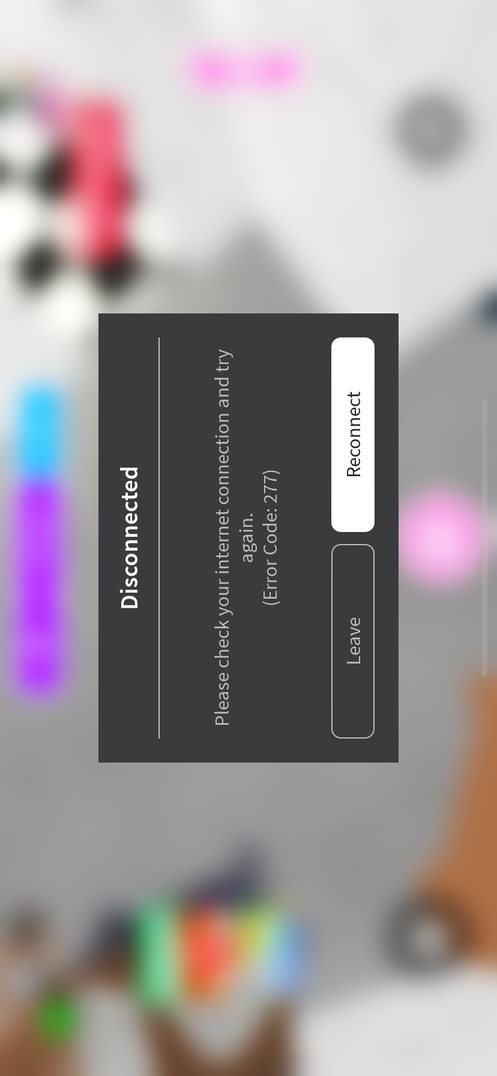 Disconnected
Please check your internet connection and try
again.
(Error Code: 277)
Leave
Reconnect